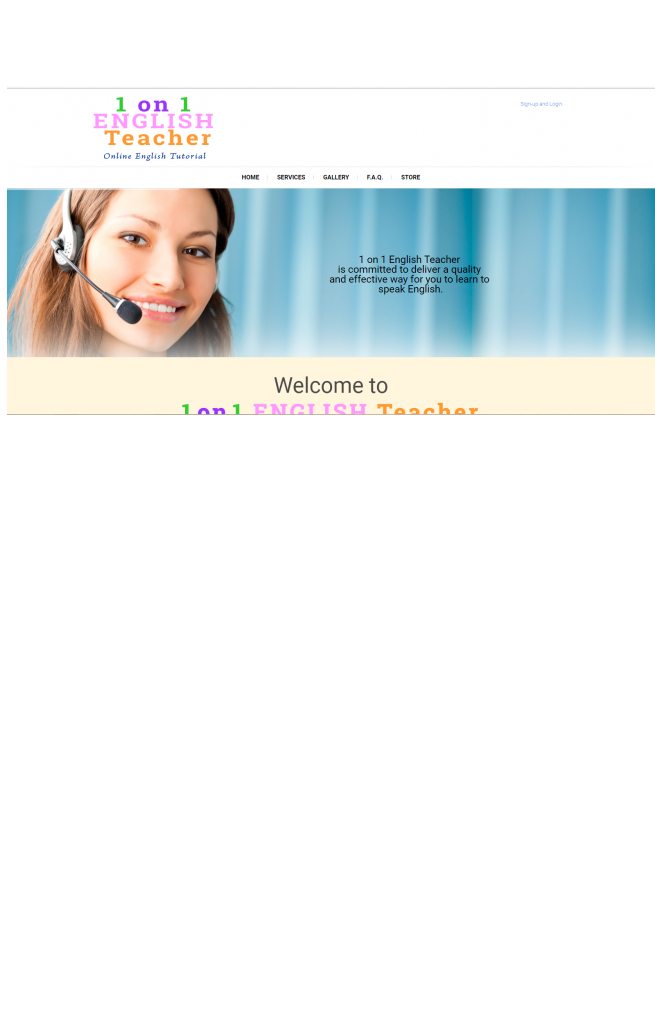 1 on 1
ENGLISH
Teacher
Online English Tutorial
Sign-up and Login
HOME
SERVICES
GALLERY
F.A.Q.
STORE
1 on 1 English Teacher
is committed to deliver a quality
and effective way for you to learn to
speak English.
Welcome to
1 on 1 ENGLISH Teacher